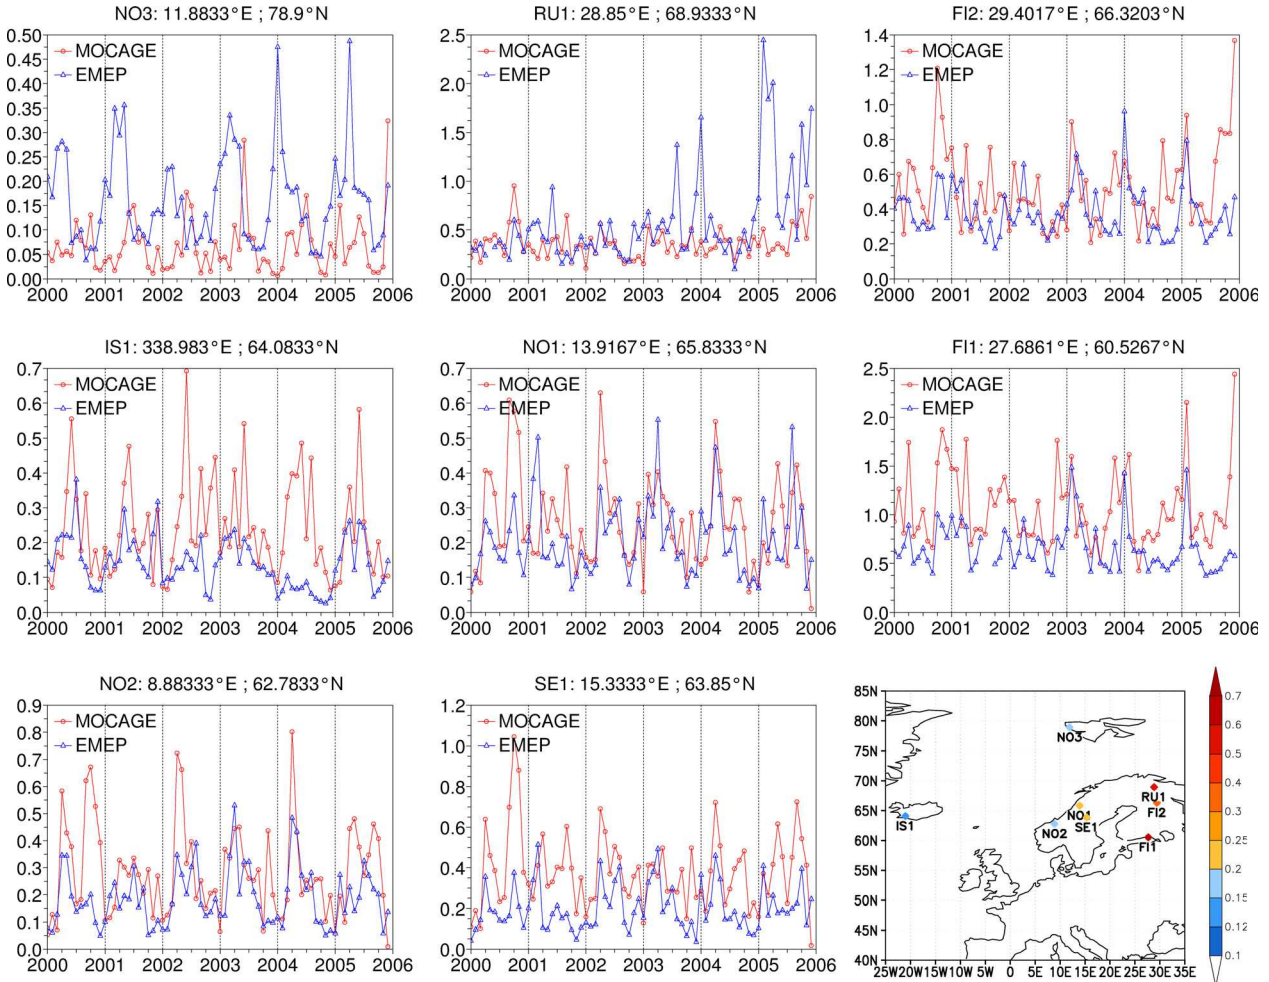 NO3: 11.8833°E ; 78.9°N
0.50
0.45
0.40
0.35
0.30
0.25
0.20
0.15
0.10
0.05
0.00
MOCAGE
EMEP
2000 2001 2002 2003 2004 2005 2006
RU1: 28.85°E ; 68.9333°N
2.5
2.0
1.5
1.0
0.5
0.0
MOCAGE
EMEP
2000 2001 2002 2003 2004 2005 2006
FI2: 29.4017°E ; 66.3203°N
1.4
1.2
1.0
0.8
0.6
0.4
0.2
0.0
MOCAGE
EMEP
2000 2001 2002 2003 2004 2005 2006
IS1: 338.983°E ; 64.0833°N
0.7
0.6
0.5
0.4
0.3
0.2
0.1
0.0
MOCAGE
EMEP
2000 2001 2002 2003 2004 2005 2006
NO1: 13.9167°E ; 65.8333°N
0.7
0.6
0.5
0.4
0.3
0.2
0.1
0.0
MOCAGE
EMEP
2000 2001 2002 2003 2004 2005 2006
FI1: 27.6861°E ; 60.5267°N
2.5
2.0
1.5
1.0
0.5
0.0
MOCAGE
EMEP
2000 2001 2002 2003 2004 2005 2006
NO2: 8.88333°E ; 62.7833°N
0.9
0.8
0.7
0.6
0.5
0.4
0.3
0.2
0.1
0.0
MOCAGE
EMEP
2000 2001 2002 2003 2004 2005 2006
SE1: 15.3333°E ; 63.85°N
1.2
1.0
0.8
0.6
0.4
0.2
0.0
MOCAGE
EMEP
2000 2001 2002 2003 2004 2005 2006
85N
80N
75N
70N
65N
60N
55N
50N
45N
40N
25W 20W 15W 10W 5W 0 5E 10E 15E 20E 25E 30E 35E
NO3
RU1
FI2
NO1
SE1
IS1
NO2
FI1
0.7
0.6
0.5
0.4
0.3
0.25
0.2
0.15
0.12
0.1